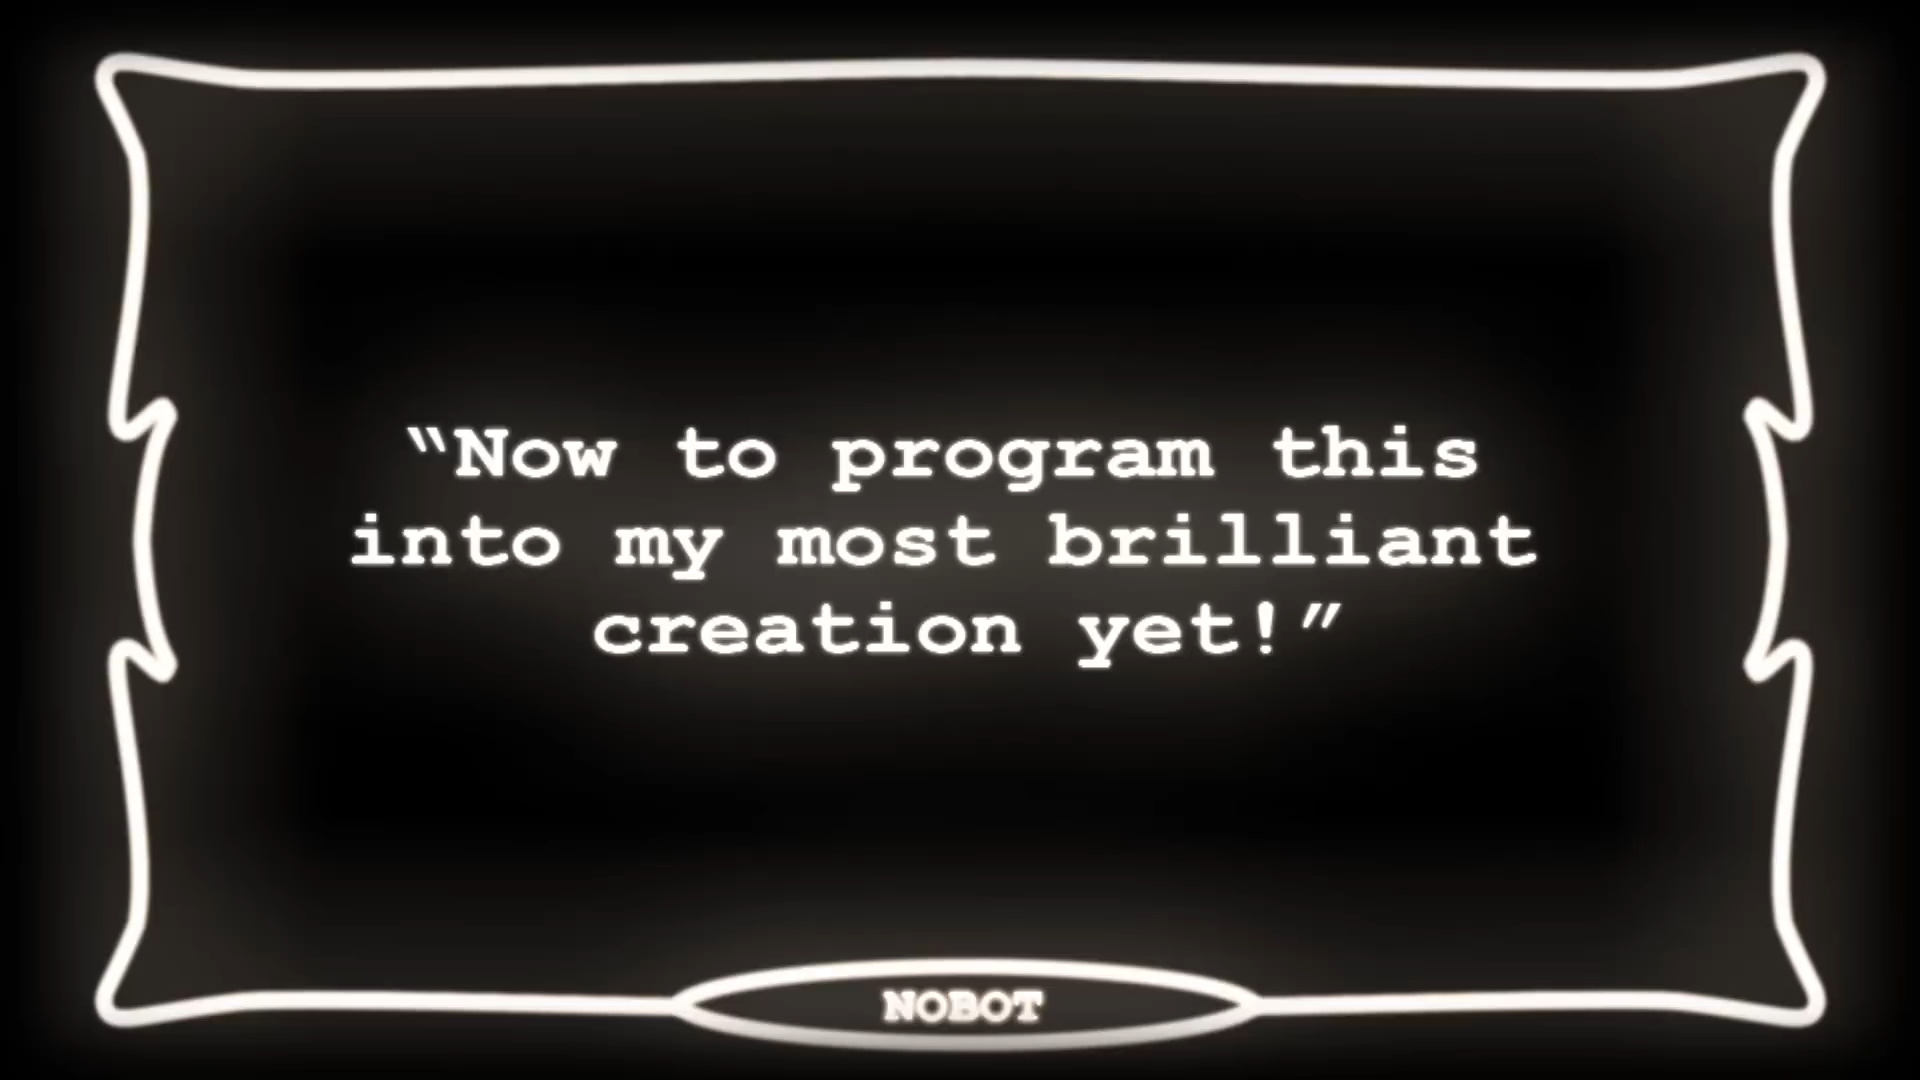 “Now to program this
into my most brilliant
creation yet!”
NOBOT